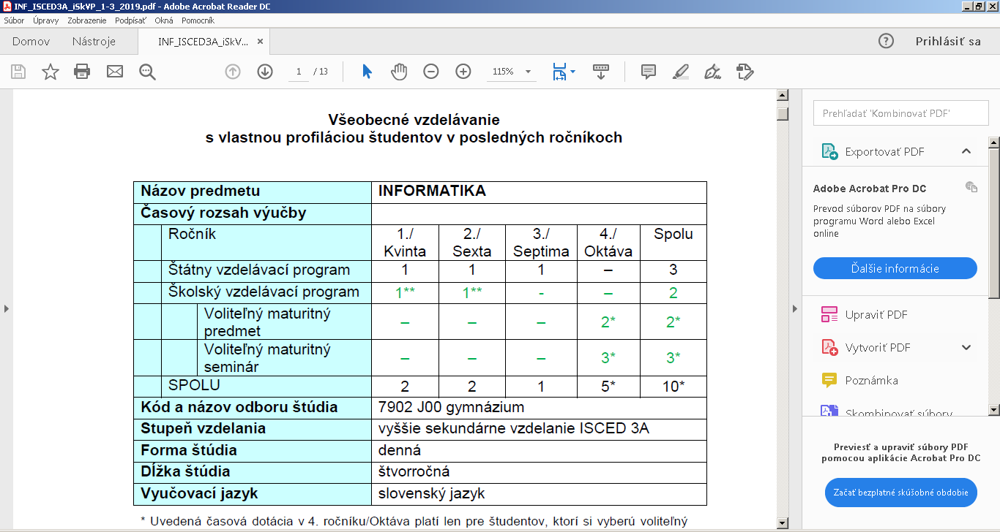 INF_ISCED3A_iSkVP_1-3_2019.pdf - Adobe Acrobat Reader DC
Súbor Úpravy Zobrazenie Podpísať Okná Pomocník
Domov Nástroje INF_ISCED3A_iSkV... × Prihlásiť sa
1 / 13 115%
Všeobecné vzdelávanie
s vlastnou profiláciou študentov v posledných ročníkoch
Názov predmetu INFORMATIKA
Časový rozsah výučby
Ročník 1./ 2./ 3./ 4./ Spolu
Kvinta Sexta Septima Oktáva
Štátny vzdelávací program 1 1 1 – 3
Školský vzdelávací program 1** 1** - – 2
Voliteľný maturitný
predmet – – – 2* 2*
Voliteľný maturitný
seminár – – – 3* 3*
SPOLU 2 2 1 5* 10*
Kód a názov odboru štúdia 7902 J00 gymnázium
Stupeň vzdelania vyššie sekundárne vzdelanie ISCED 3A
Forma štúdia denná
Dĺžka štúdia štvorročná
Vyučovací jazyk slovenský jazyk
* Uvedená časová dotácia v 4. ročníku/Oktáva platí len pre študentov, ktorí si vyberú voliteľný
Prehľadať 'Kombinovať PDF'
Exportovať PDF
Adobe Acrobat Pro DC
Prevod súborov PDF na súbory
programu Word alebo Excel
online
Ďalšie informácie
Upraviť PDF
Vytvoriť PDF
Poznámka
Skombinovať súbory
Previesť a upraviť súbory PDF
pomocou aplikácie Acrobat Pro DC
Začať bezplatné skúšobné obdobie